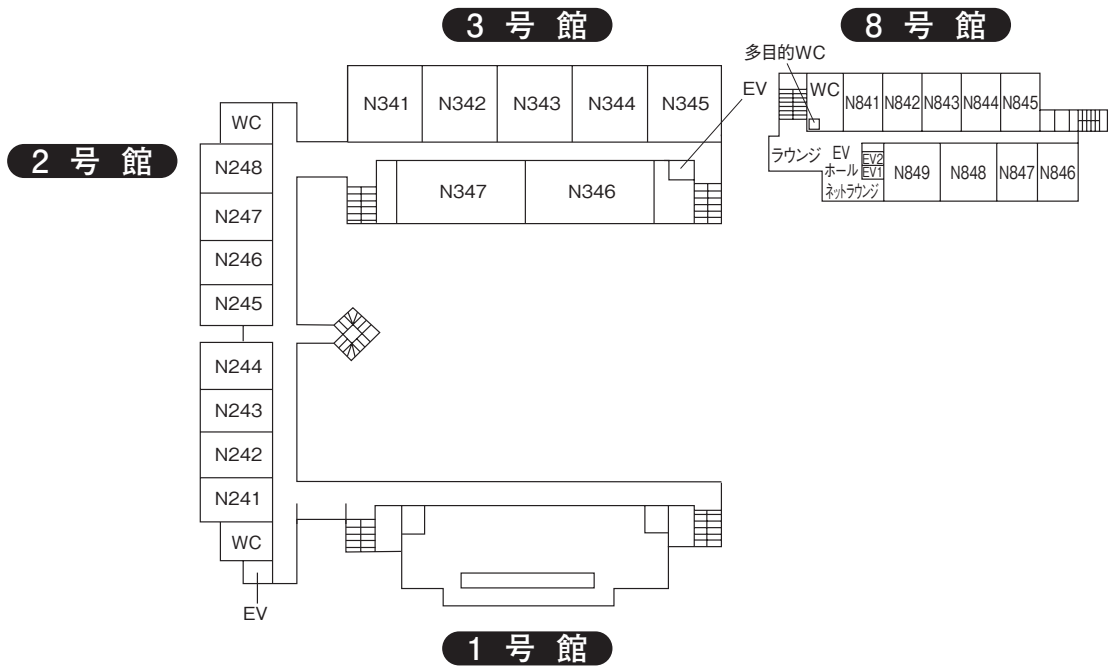 3 号 館
8 号 館
多目的WC
EV
WC
N341
N342
N343
N344
N345
N841
N842
N843
N844
N845
WC
2 号 館
N248
ラウンジ
EV
ホール
ネットラウンジ
EV2
EV1
N849
N848
N847
N846
N347
N346
N247
N246
N245
N244
N243
N242
N241
WC
EV
1 号 館